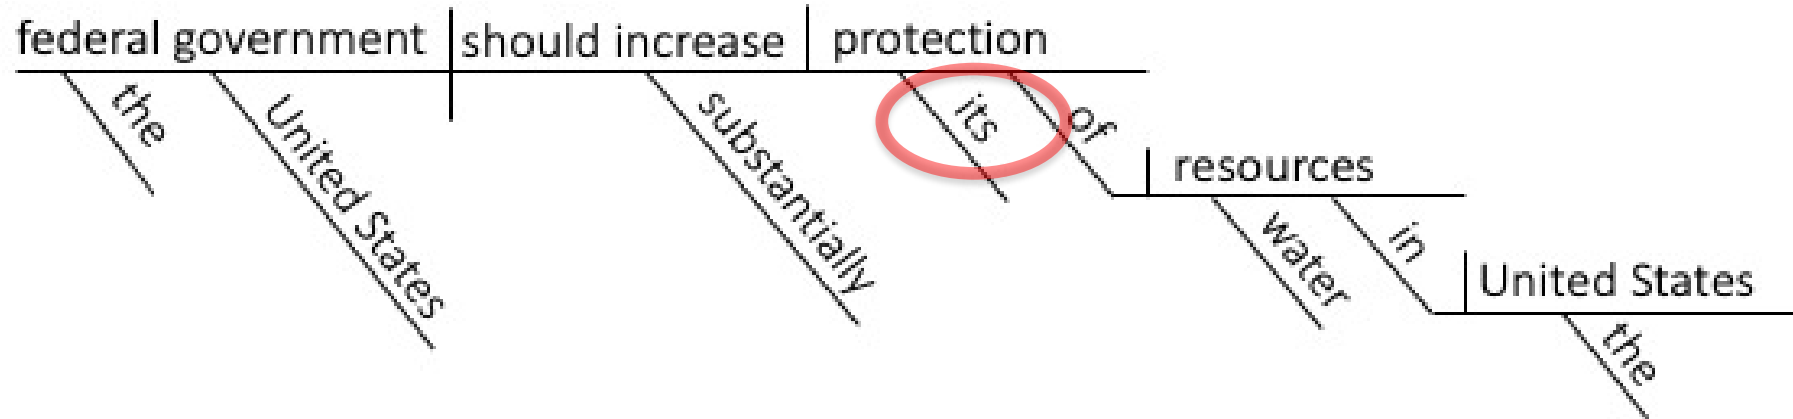 federal government should increase protection
the United States substantially its of
resources
water in
United States
the